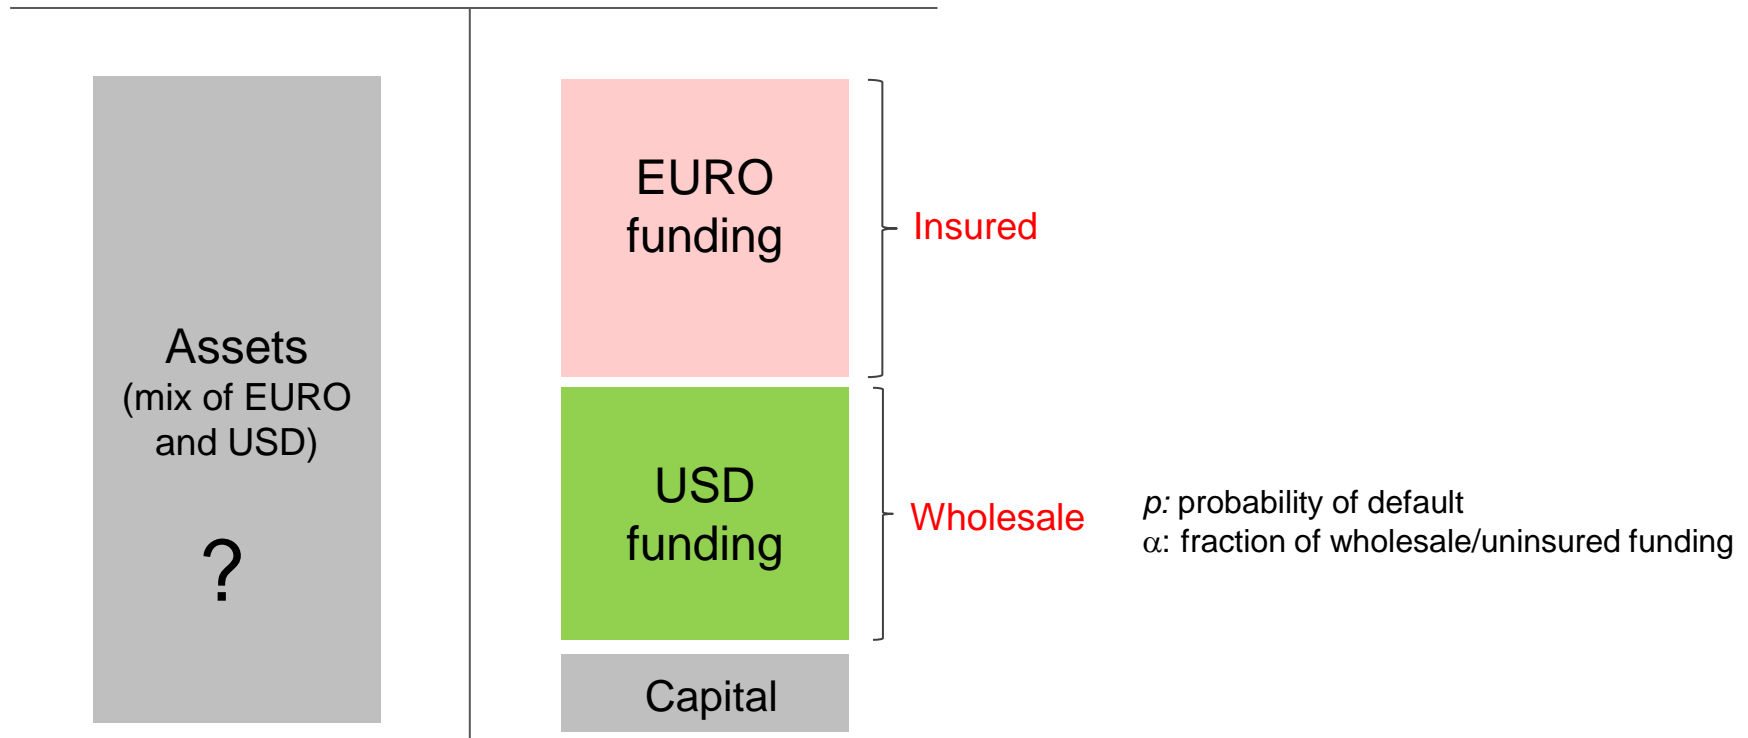 Assets
(mix of EURO
and USD)
?
EURO
funding
Insured
USD
funding
Wholesale
p: probability of default
α: fraction of wholesale/uninsured funding
Capital